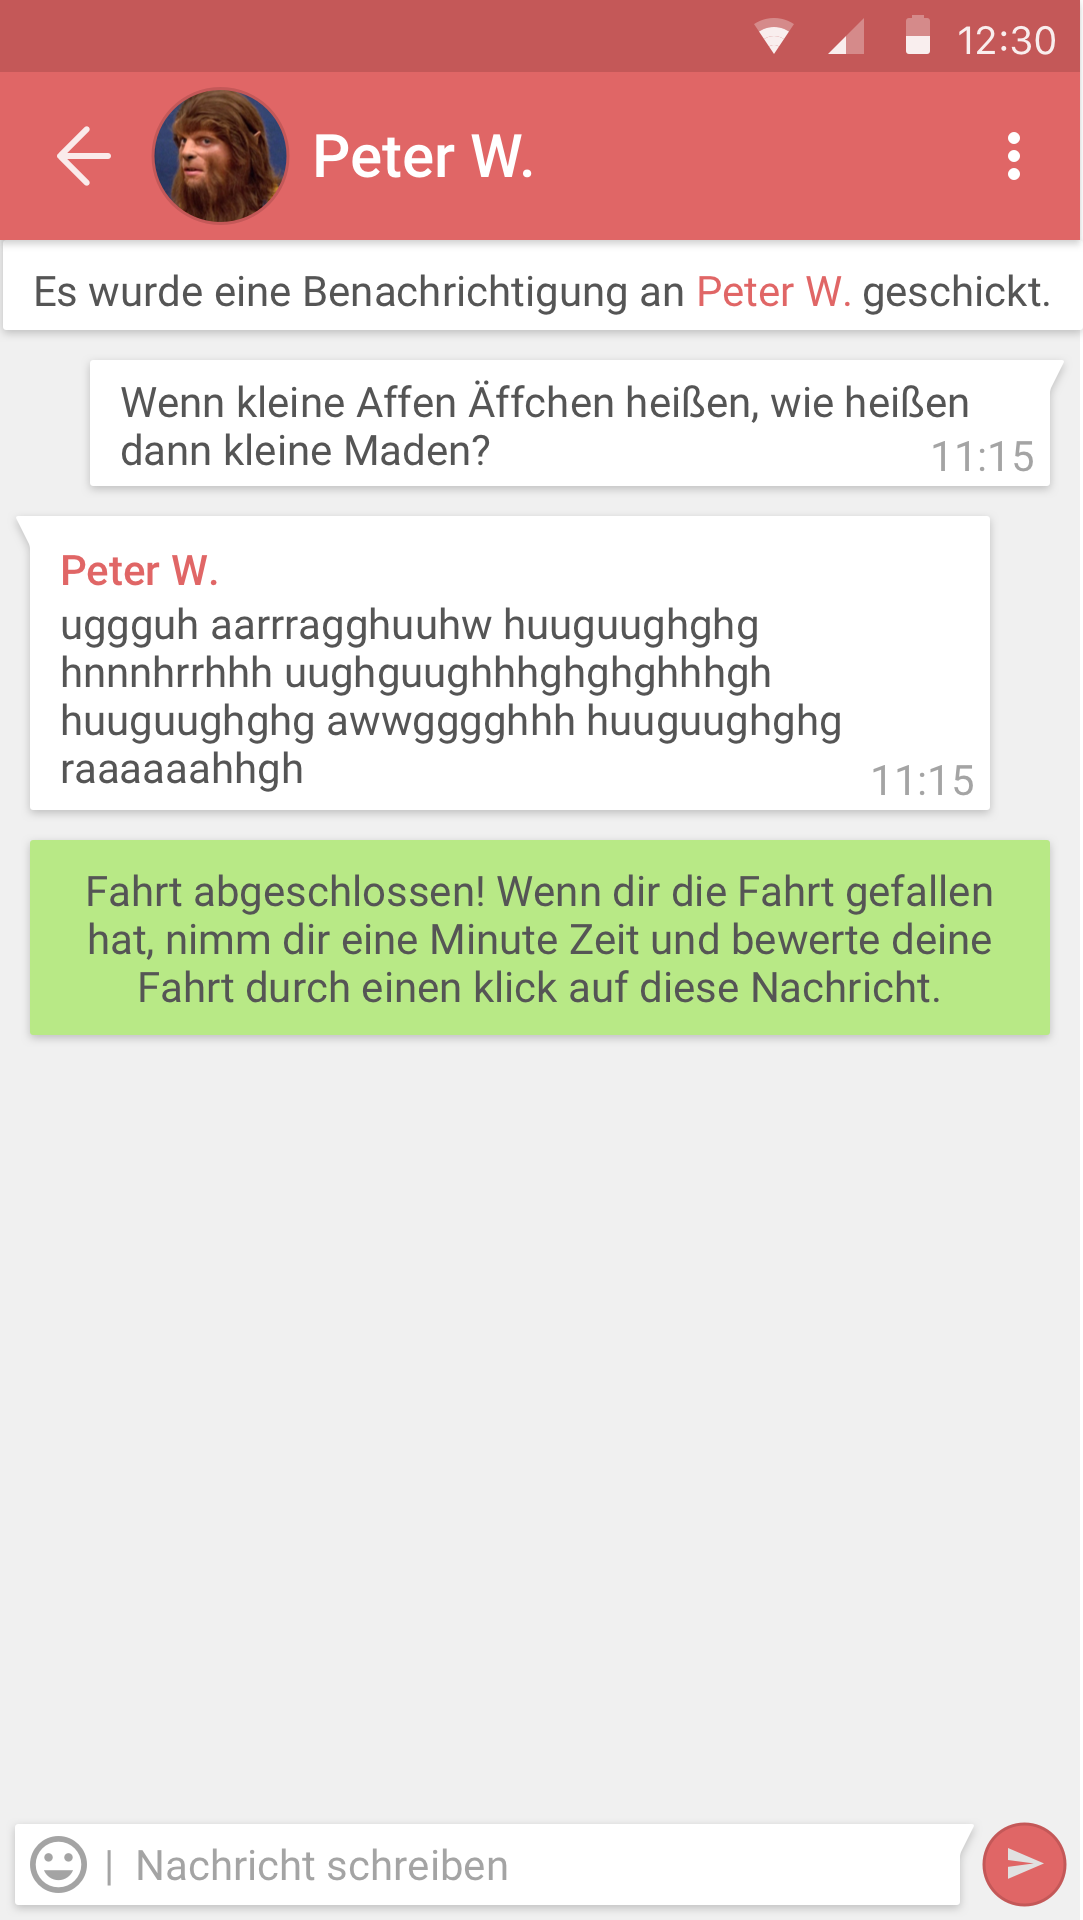 12:30
Peter W.
Es wurde eine Benachrichtigung an Peter W. geschickt.
Wenn kleine Affen Äffchen heißen, wie heißen
dann kleine Maden?
11:15
Peter W.
uggguh aarrragghuuhw huuguughghg
hnnnhrrhhh uughguughhhghghghhhgh
huuguughghg awwgggghhh huuguughghg
raaaaaahhgh
11:15
Fahrt abgeschlossen! Wenn dir die Fahrt gefallen
hat, nimm dir eine Minute Zeit und bewerte deine
Fahrt durch einen klick auf diese Nachricht.
| Nachricht schreiben